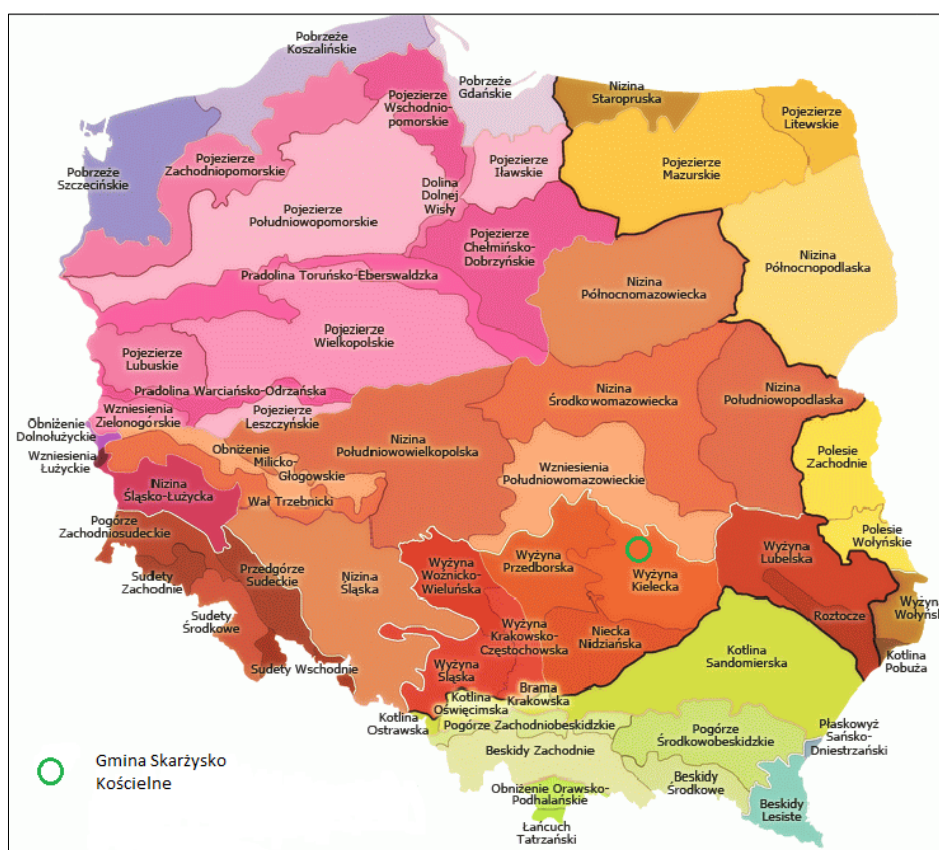 Pobrzeże
Koszalińskie
Pobrzeże
Gdańskie
Nizina
Staropruska
Pojezierze
Wschodnio-
pomorskie
Pojezierze
Litewskie
Pobrzeże
Szczecińskie
Pojezierze
Zachodniopomorskie
Pojezierze
Iławskie
Pojezierze
Mazurskie
Dolina
Dolnej
Wisły
Pojezierze
Południowopomorskie
Pojezierze
Chełmińsko-
Dobrzyńskie
Nizina
Północnopodlaska
Pradolina Toruńsko-Eberswaldzka
Nizina
Północnomazowiecka
Pojezierze
Wielkopolskie
Pojezierze
Lubuskie
Pradolina Warciańsko-Odrzańska
Nizina
Środkowomazowiecka
Nizina
Południowopodlaska
Wzniesienia
Zielonogórskie
Pojezierze
Leszczyńskie
Obniżenie
Dolnołużyckie
Wzniesienia
Łużyckie
Obniżenie
Milicko-
Głogowskie
Nizina
Południowowielkopolska
Wzniesienia
Południowomazowieckie
Polesie
Zachodnie
Nizina
Śląsko-Łużycka
Wał Trzebnicki
Pogórze
Zachodniosudeckie
Polesie
Wołyńskie
Wyżyna
Lubelska
Wyżyna
Przedborska
Wyżyna
Woźnicko-
Wieluńska
Wyżyna
Kielecka
Przedgórze
Sudeckie
Nizina
Śląska
Sudety
Zachodnie
Wyżyn
Wołyńsk
Roztocze
Sudety
Środkowe
Wyżyna
Krakowsko-
Częstochowska
Niecka
Nidziańska
Kotlina
Sandomierska
Kotlina
Pobuża
Sudety Wschodnie
Wyżyna
Śląska
Brama
Krakowska
Kotlina
Oświęcimska
Kotlina
Ostrawska
Pogórze Zachodniobeskidzkie
Pogórze
Środkowobeskidzkie
Płaskowyż
Sańsko-
Dniestrzański
Beskidy Zachodnie
Beskidy
Środkowe
Obniżenie Orawsko-
Podhalańskie
Beskidy
Lesiste
Łańcuch
Tatrzański
Gmina Skarżysko
Kościelne